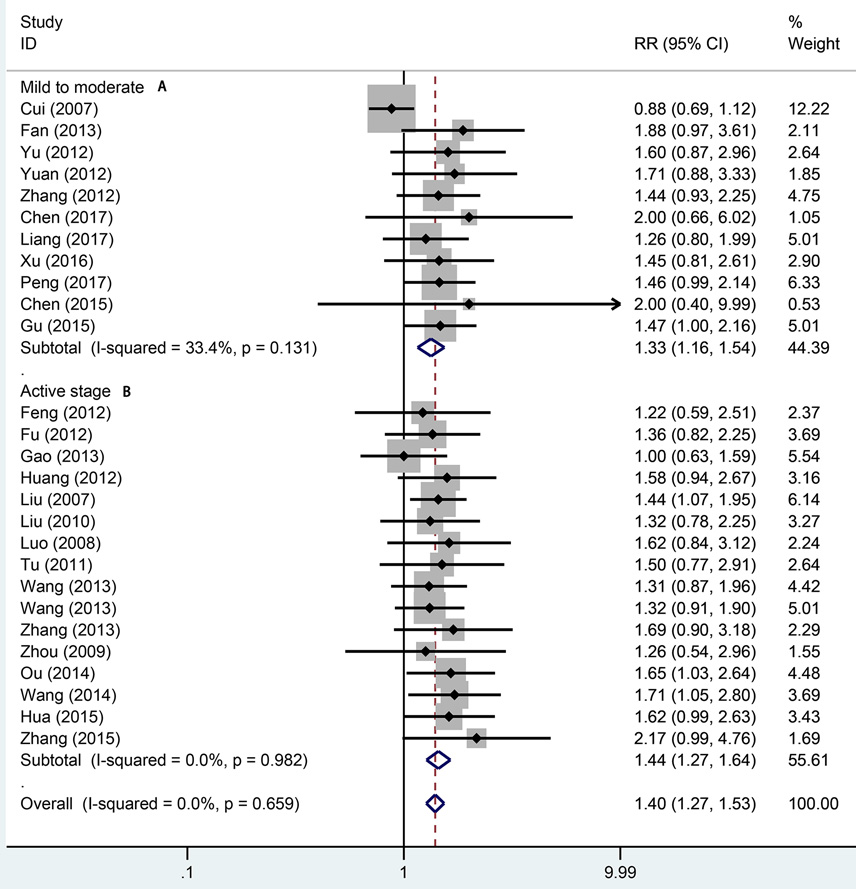 Study %
ID RR (95% CI) Weight
Mild to moderate A
Cui (2007) 0.88 (0.69, 1.12) 12.22
Fan (2013) 1.88 (0.97, 3.61) 2.11
Yu (2012) 1.60 (0.87, 2.96) 2.64
Yuan (2012) 1.71 (0.88, 3.33) 1.85
Zhang (2012) 1.44 (0.93, 2.25) 4.75
Chen (2017) 2.00 (0.66, 6.02) 1.05
Liang (2017) 1.26 (0.80, 1.99) 5.01
Xu (2016) 1.45 (0.81, 2.61) 2.90
Peng (2017) 1.46 (0.99, 2.14) 6.33
Chen (2015) 2.00 (0.40, 9.99) 0.53
Gu (2015) 1.47 (1.00, 2.16) 5.01
Subtotal (I-squared = 33.4%, p = 0.131) 1.33 (1.16, 1.54) 44.39
.
Active stage B
Feng (2012) 1.22 (0.59, 2.51) 2.37
Fu (2012) 1.36 (0.82, 2.25) 3.69
Gao (2013) 1.00 (0.63, 1.59) 5.54
Huang (2012) 1.58 (0.94, 2.67) 3.16
Liu (2007) 1.44 (1.07, 1.95) 6.14
Liu (2010) 1.32 (0.78, 2.25) 3.27
Luo (2008) 1.62 (0.84, 3.12) 2.24
Tu (2011) 1.50 (0.77, 2.91) 2.64
Wang (2013) 1.31 (0.87, 1.96) 4.42
Wang (2013) 1.32 (0.91, 1.90) 5.01
Zhang (2013) 1.69 (0.90, 3.18) 2.29
Zhou (2009) 1.26 (0.54, 2.96) 1.55
Ou (2014) 1.65 (1.03, 2.64) 4.48
Wang (2014) 1.71 (1.05, 2.80) 3.69
Hua (2015) 1.62 (0.99, 2.63) 3.43
Zhang (2015) 2.17 (0.99, 4.76) 1.69
Subtotal (I-squared = 0.0%, p = 0.982) 1.44 (1.27, 1.64) 55.61
.
Overall (I-squared = 0.0%, p = 0.659) 1.40 (1.27, 1.53) 100.00
.1 1 9.99